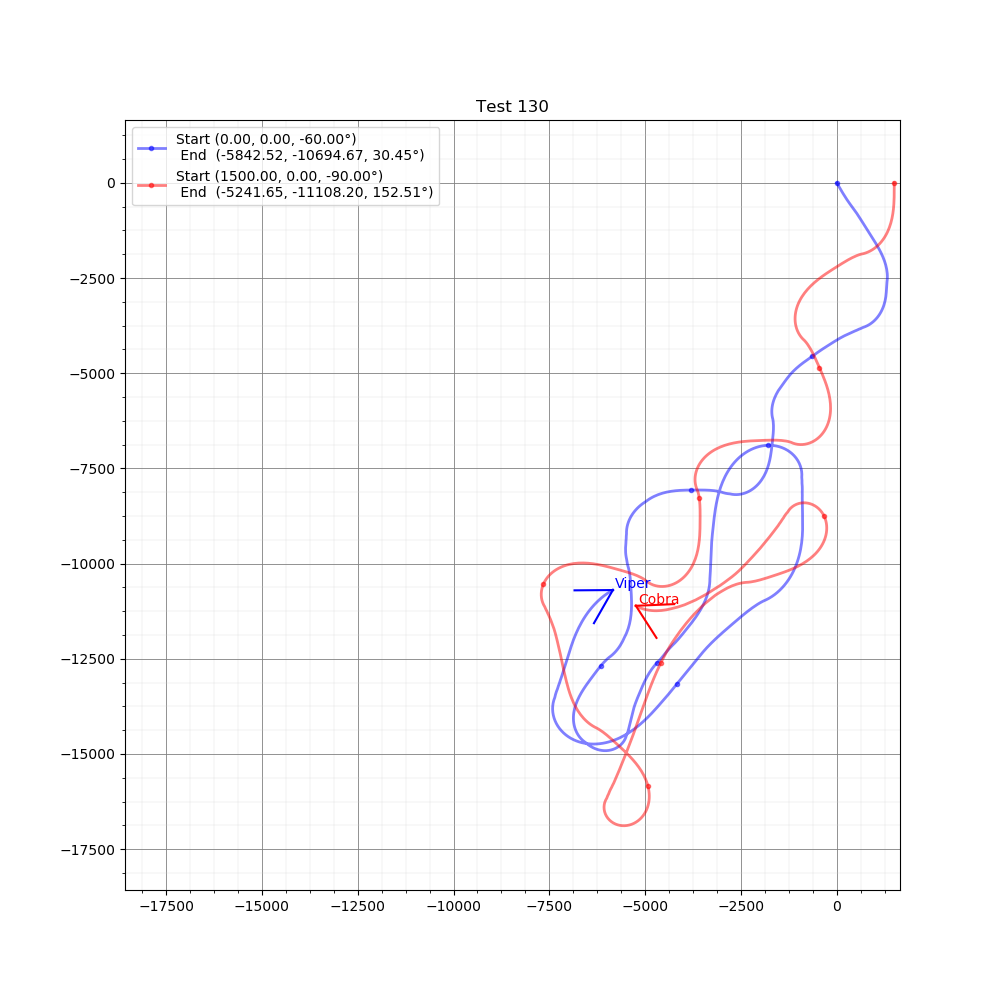 Test 130
Start (0.00, 0.00, -60.00°)
End  (-5842.52, -10694.67, 30.45°)
Start (1500.00, 0.00, -90.00°)
End  (-5241.65, -11108.20, 152.51°)
0
−2500
−5000
−7500
−10000
−12500
−15000
−17500
Viper
Cobra
−17500 −15000 −12500 −10000 −7500 −5000 −2500 0